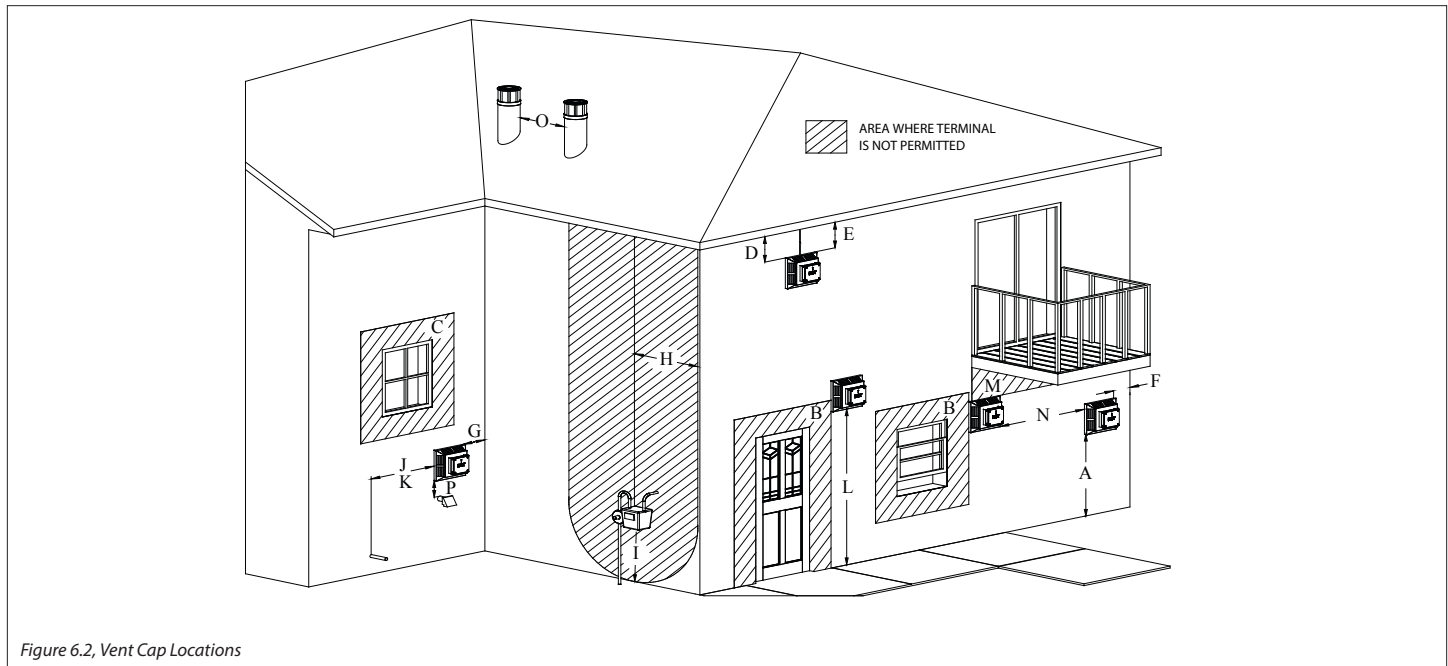 O
AREA WHERE TERMINAL
IS NOT PERMITTED
D
E
C
H
F
M
B
B
N
G
J
K
P
L
A
I
Figure 6.2, Vent Cap Locations